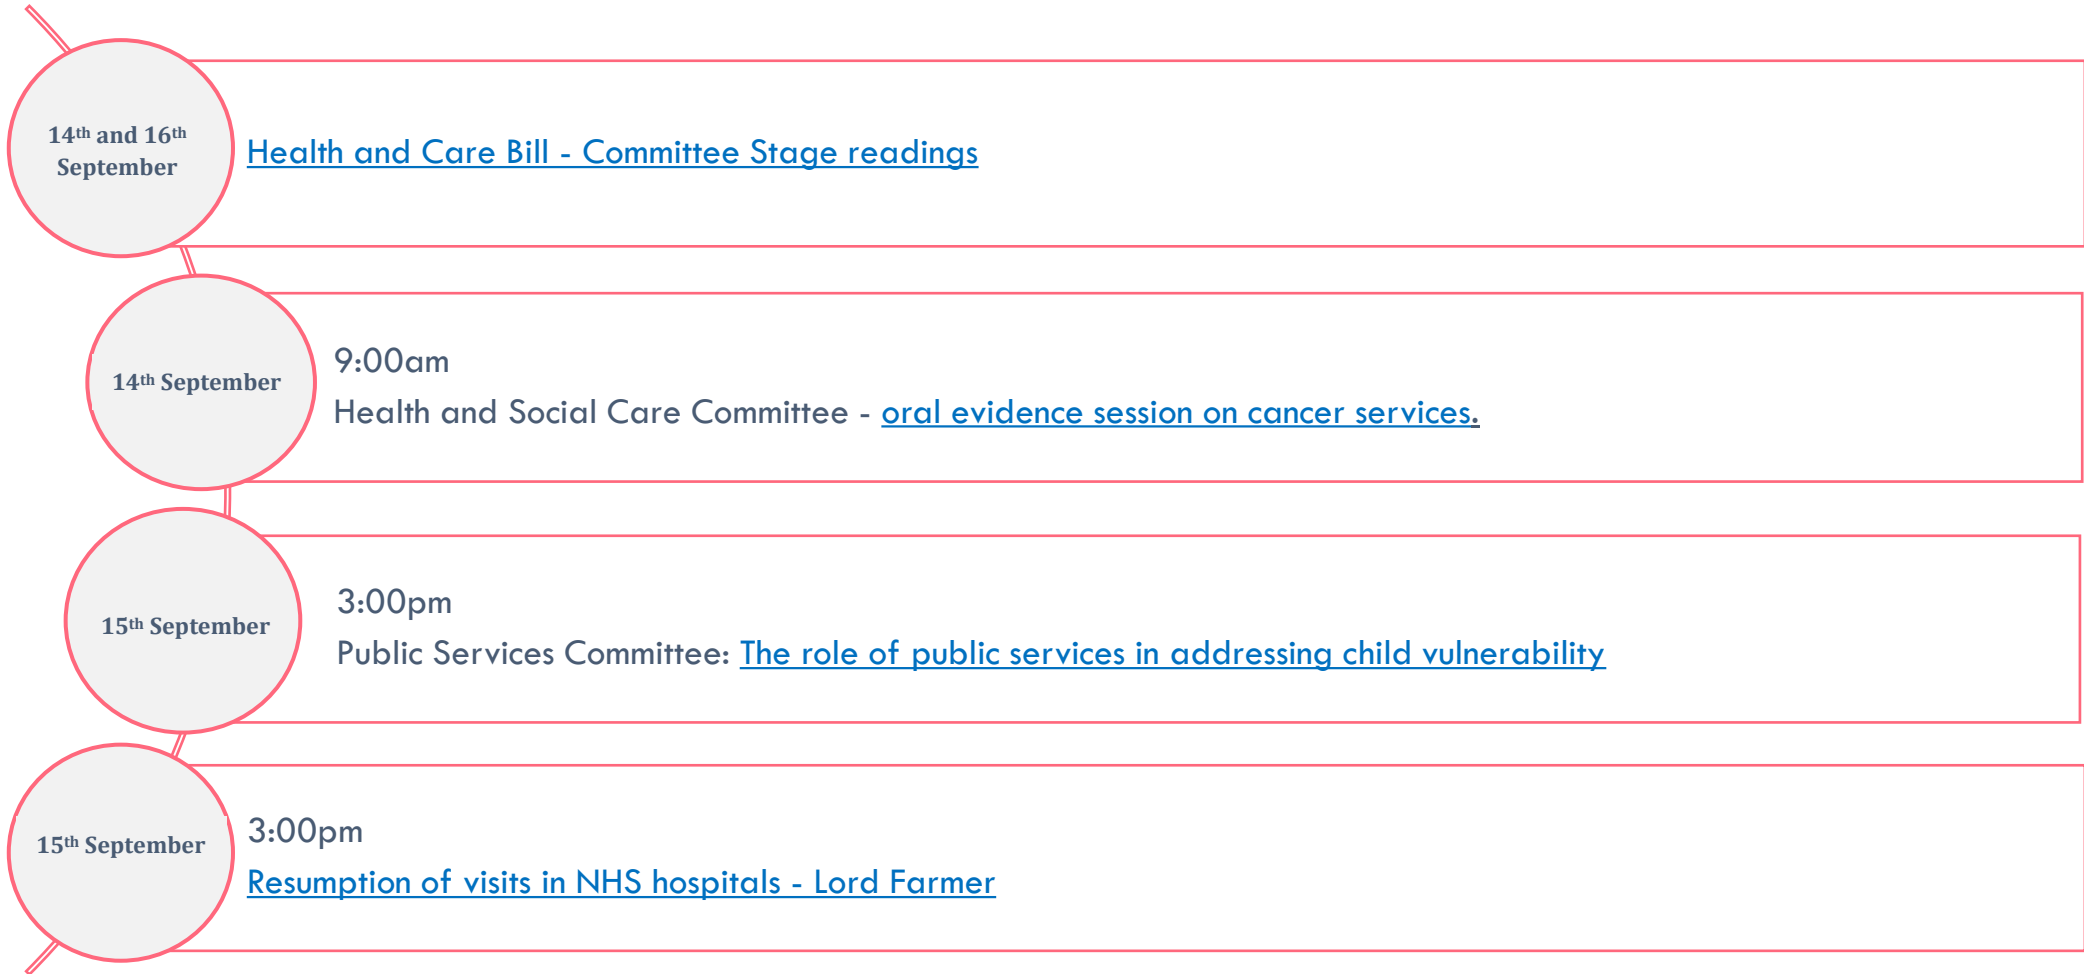 14th and 16th
September
Health and Care Bill - Committee Stage readings
14th September
9:00am
Health and Social Care Committee - oral evidence session on cancer services.
15th September
3:00pm
Public Services Committee: The role of public services in addressing child vulnerability
15th September
3:00pm
Resumption of visits in NHS hospitals - Lord Farmer